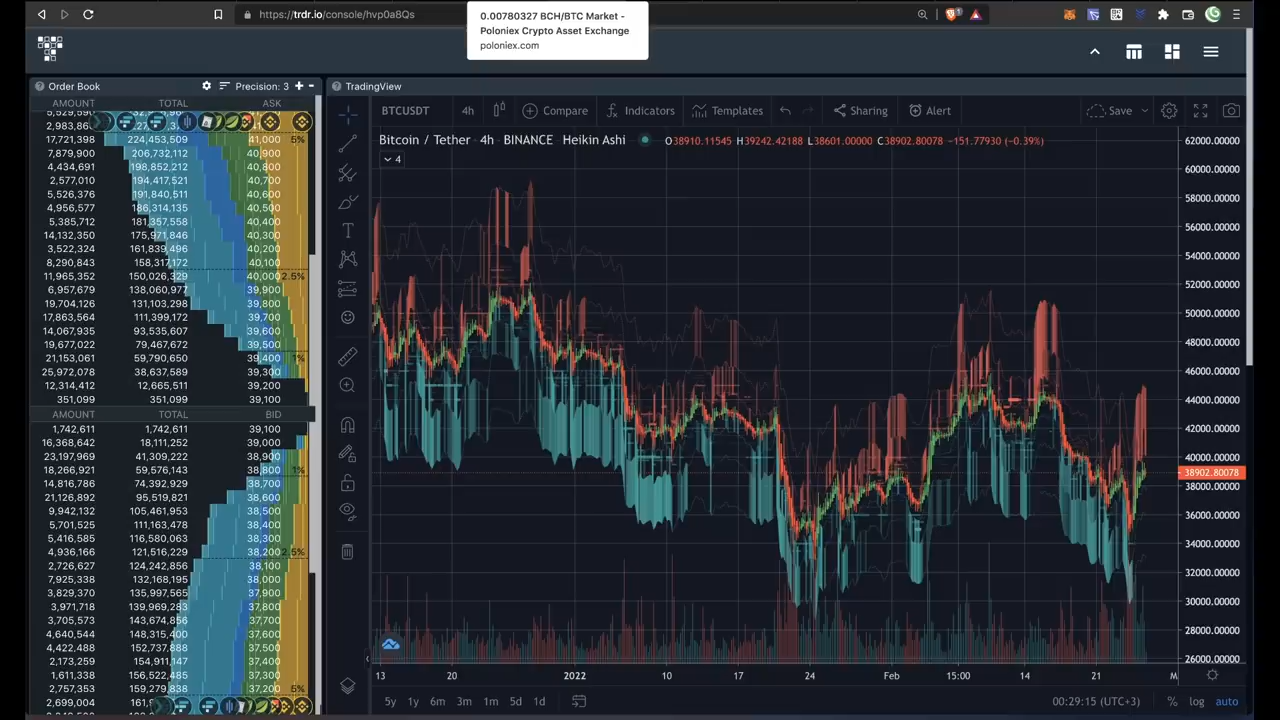 https://trdr.io/console/hvp0a8Qs
0.00780327 BCH/BTC Market -
Poloniex Crypto Asset Exchange
poloniex.com
Order Book
Precision: 3 + -
TradingView
AMOUNT TOTAL ASK
2,983,86
17,721,398 224,453,509 41,000 5%
7,879,900 206,732,112 40,900
4,434,691 198,852,212 40,800
2,577,010 194,417,521 40,700
5,526,376 191,840,511 40,600
4,956,577 186,314,135 40,500
5,385,712 181,357,558 40,400
14,132,350 175,971,846 40,300
3,522,324 161,839,496 40,200
8,290,843 158,317,172 40,100
11,965,352 150,026,329 40,000 2.5%
6,957,679 138,060,977 39,900
19,704,126 131,103,298 39,800
17,863,564 111,399,172 39,700
14,067,935 93,535,607 39,600
19,677,022 79,467,672 39,500
21,153,061 59,790,650 39,400 1%
25,972,078 38,637,589 39,300
12,314,412 12,665,511 39,200
351,099 351,099 39,100
AMOUNT TOTAL BID
1,742,611 1,742,611 39,100
16,368,642 18,111,252 39,000
23,197,969 41,309,222 38,900
18,266,921 59,576,143 38,800 1%
14,816,786 74,392,929 38,700
21,126,892 95,519,821 38,600
9,942,132 105,461,953 38,500
5,701,525 111,163,478 38,400
5,416,585 116,580,063 38,300
4,936,166 121,516,229 38,200 2.5%
2,726,627 124,242,856 38,100
7,925,338 132,168,195 38,000
3,829,370 135,997,565 37,900
3,971,718 139,969,283 37,800
3,705,573 143,674,856 37,700
4,640,544 148,315,400 37,600
4,422,488 152,737,888 37,500
2,173,259 154,911,147 37,400
1,611,338 156,522,485 37,300
2,757,353 159,279,838 37,200 5%
2,699,004
BTCUSDT 4h Compare Indicators Templates Sharing Alert Save
Bitcoin / Tether · 4h · BINANCE Heikin Ashi O38910.11545 H39242.42188 L38601.00000 C38902.80078 −151.77930 (−0.39%)
4
62000.00000
60000.00000
58000.00000
56000.00000
54000.00000
52000.00000
50000.00000
48000.00000
46000.00000
44000.00000
42000.00000
40000.00000
38902.80078
38000.00000
36000.00000
34000.00000
32000.00000
30000.00000
28000.00000
26000.00000
13 20 2022 10 17 24 Feb 15:00 14 21 M
5y 1y 6m 3m 1m 5d 1d
00:29:15 (UTC+3) % log auto